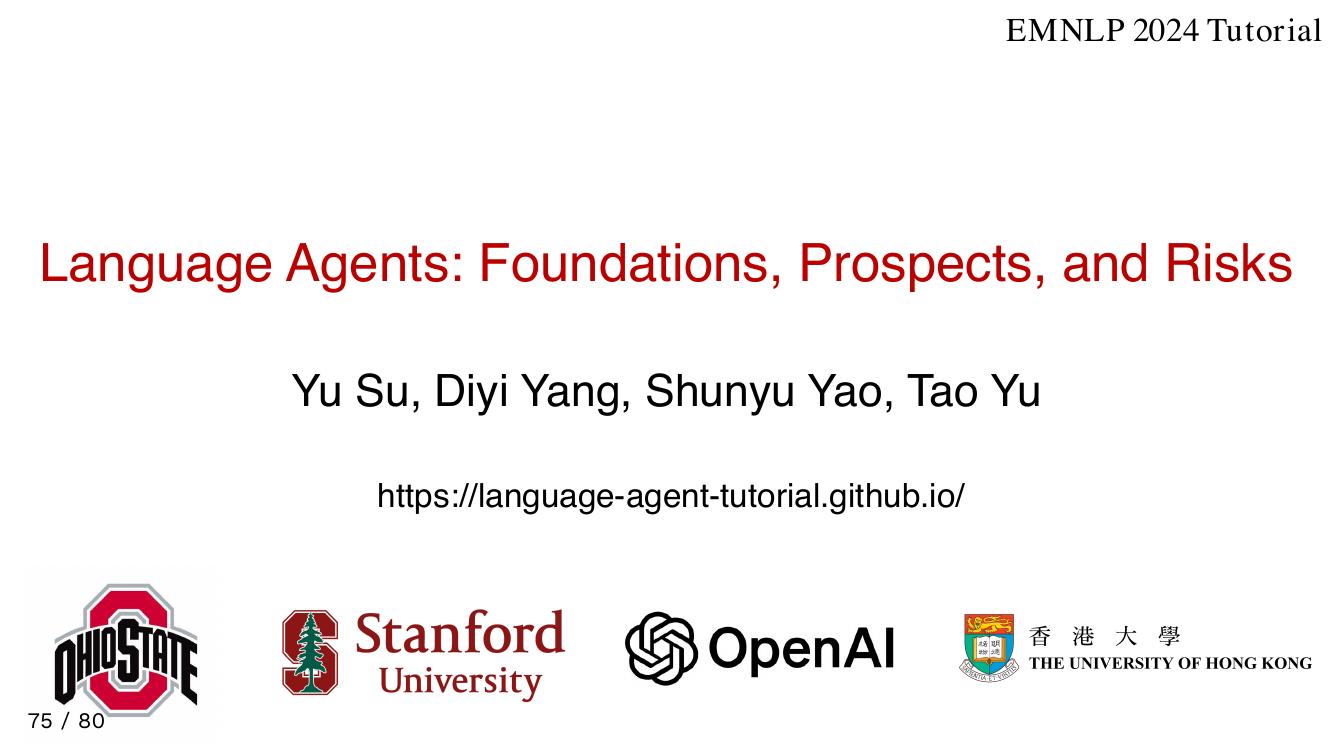 EMNLP 2024 Tutorial
Language Agents: Foundations, Prospects, and Risks
Yu Su, Diyi Yang, Shunyu Yao, Tao Yu
https://language-agent-tutorial.github.io/
OHIO STATE
Stanford
University
OpenAI
香港大學
THE UNIVERSITY OF HONG KONG
75 / 80